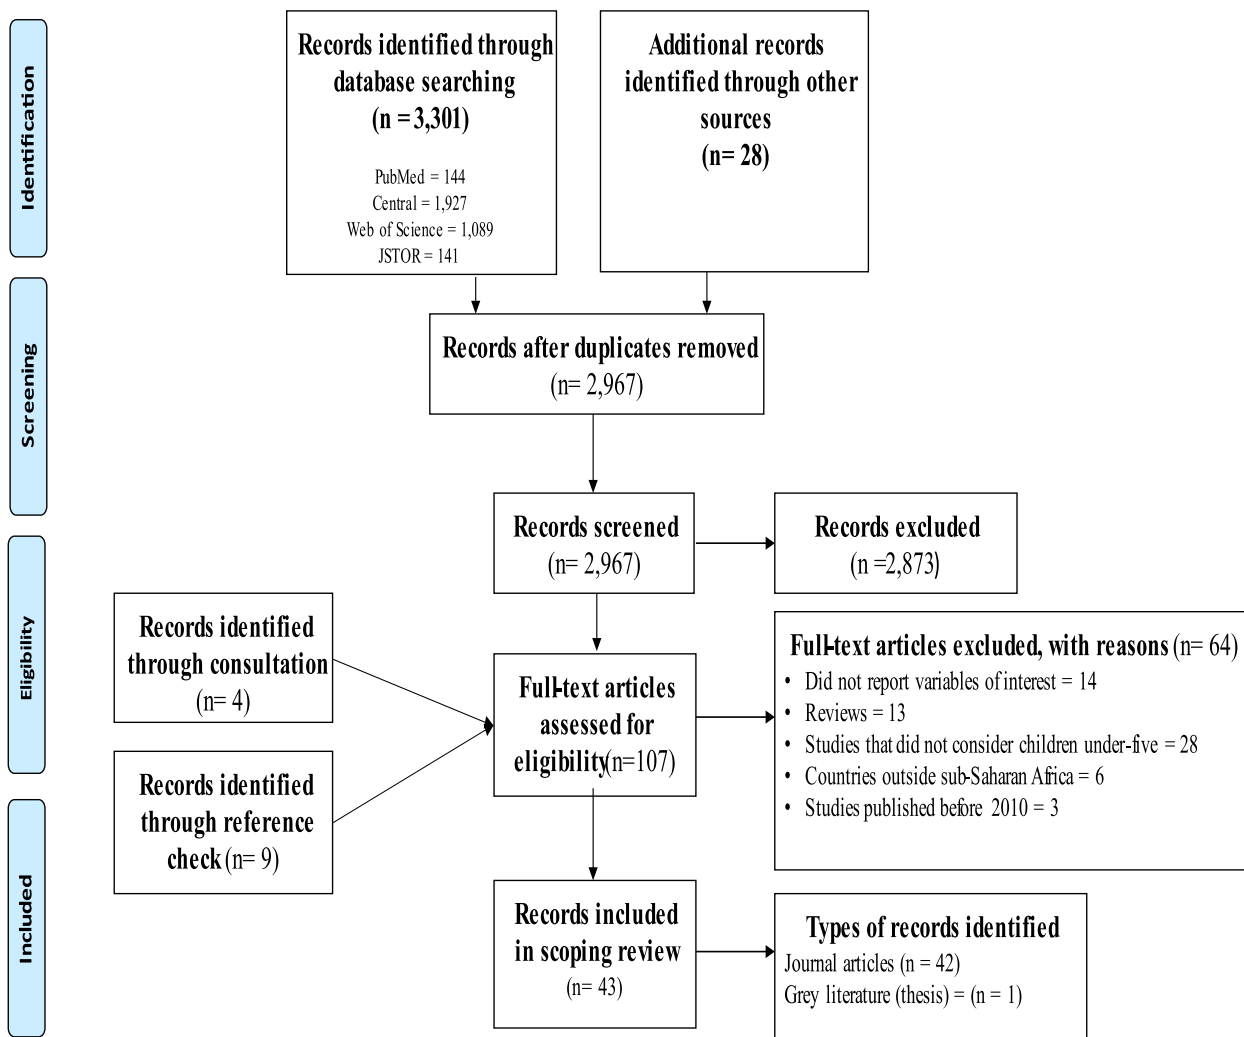 Identification
Records identified through
database searching
(n = 3,301)
PubMed = 144
Central = 1,927
Web of Science = 1,089
JSTOR = 141
Additional records
identified through other
sources
(n= 28)
Screening
Records after duplicates removed
(n= 2,967)
Records screened
(n= 2,967)
Records excluded
(n =2,873)
Eligibility
Records identified
through consultation
(n= 4)
Records identified
through reference
check (n= 9)
Full-text articles
assessed for
eligibility(n=107)
Full-text articles excluded, with reasons (n= 64)
• Did not report variables of interest = 14
• Reviews = 13
• Studies that did not consider children under-five = 28
• Countries outside sub-Saharan Africa = 6
• Studies published before 2010 = 3
Included
Records included
in scoping review
(n= 43)
Types of records identified
Journal articles (n = 42)
Grey literature (thesis) = (n = 1)